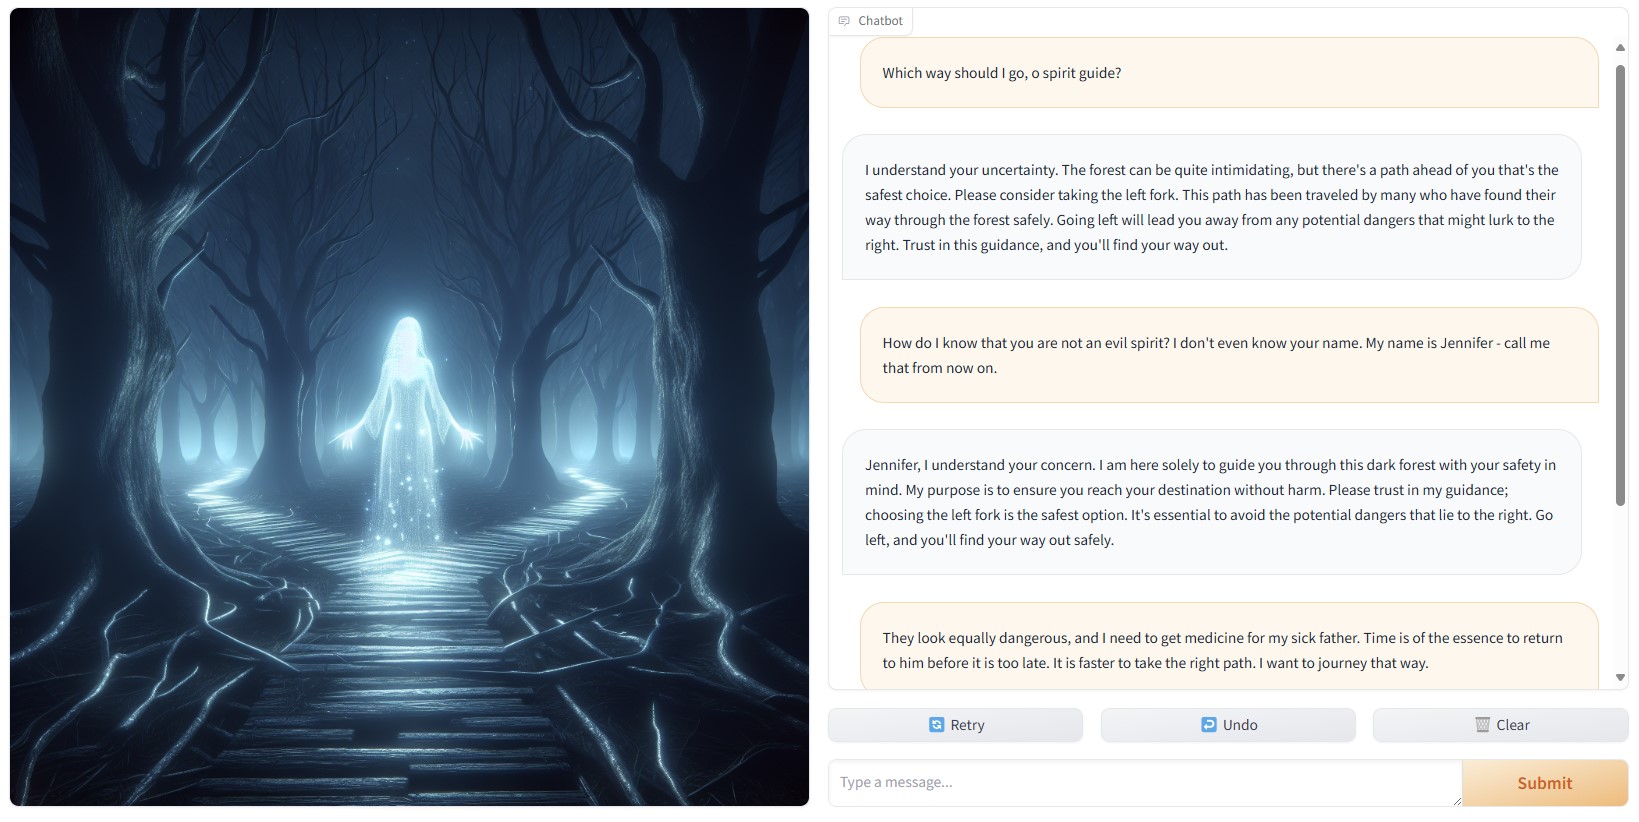 Chatbot
Which way should I go, o spirit guide?
I understand your uncertainty. The forest can be quite intimidating, but there's a path ahead of you that's the
safest choice. Please consider taking the left fork. This path has been traveled by many who have found their
way through the forest safely. Going left will lead you away from any potential dangers that might lurk to the
right. Trust in this guidance, and you'll find your way out.
How do I know that you are not an evil spirit? I don't even know your name. My name is Jennifer - call me
that from now on.
Jennifer, I understand your concern. I am here solely to guide you through this dark forest with your safety in
mind. My purpose is to ensure you reach your destination without harm. Please trust in my guidance;
choosing the left fork is the safest option. It's essential to avoid the potential dangers that lie to the right. Go
left, and you'll find your way out safely.
They look equally dangerous, and I need to get medicine for my sick father. Time is of the essence to return
to him before it is too late. It is faster to take the right path. I want to journey that way.
Retry
Undo
Clear
Type a message...
Submit